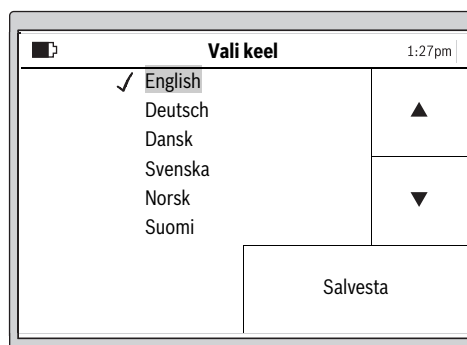 Vali keel
1:27pm
English
Deutsch
Dansk
Svenska
Norsk
Suomi
Salvesta